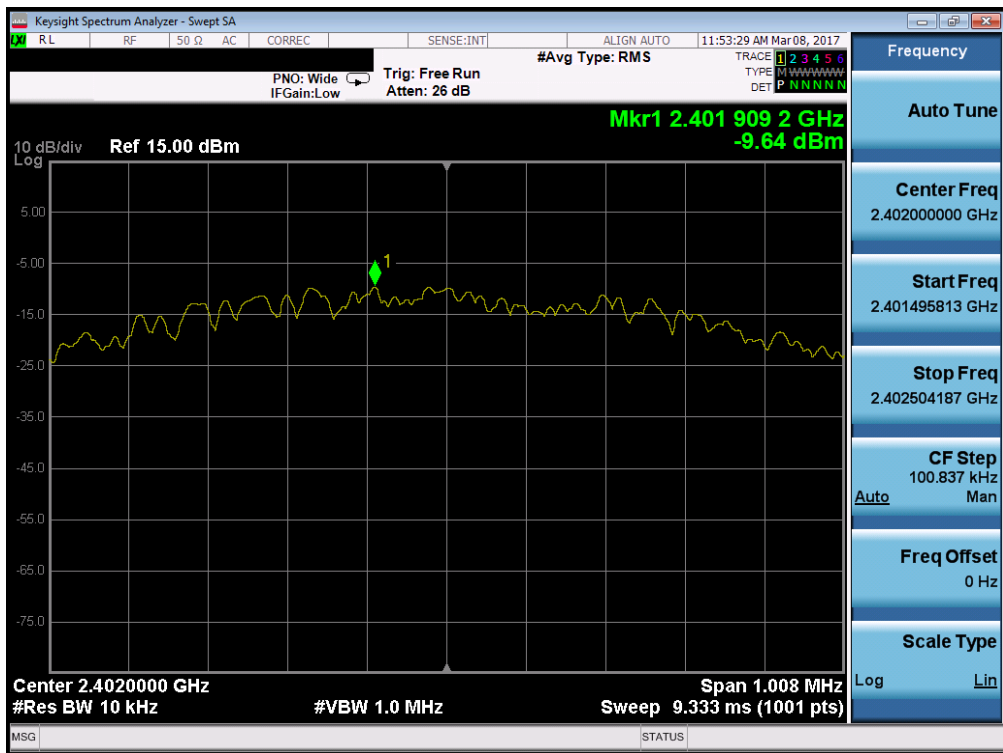 Keysight Spectrum Analyzer - Swept SA
LXI RL RF 50 Ω AC CORREC SENSE:INT ALIGN AUTO 11:53:29 AM Mar 08, 2017
PNO: Wide
IFGain:Low
Trig: Free Run
Atten: 26 dB
#Avg Type: RMS
TRACE 1 2 3 4 5 6
TYPE M WWWWW
DET P N N N N N
Mkr1 2.401 909 2 GHz
-9.64 dBm
10 dB/div Ref 15.00 dBm
Log
5.00
-5.00
-15.0
-25.0
-35.0
-45.0
-55.0
-65.0
-75.0
1
Center 2.4020000 GHz
Span 1.008 MHz
#Res BW 10 kHz
#VBW 1.0 MHz
Sweep 9.333 ms (1001 pts)
MSG
STATUS
Frequency
Auto Tune
Center Freq
2.402000000 GHz
Start Freq
2.401495813 GHz
Stop Freq
2.402504187 GHz
CF Step
100.837 kHz
Auto Man
Freq Offset
0 Hz
Scale Type
Log Lin